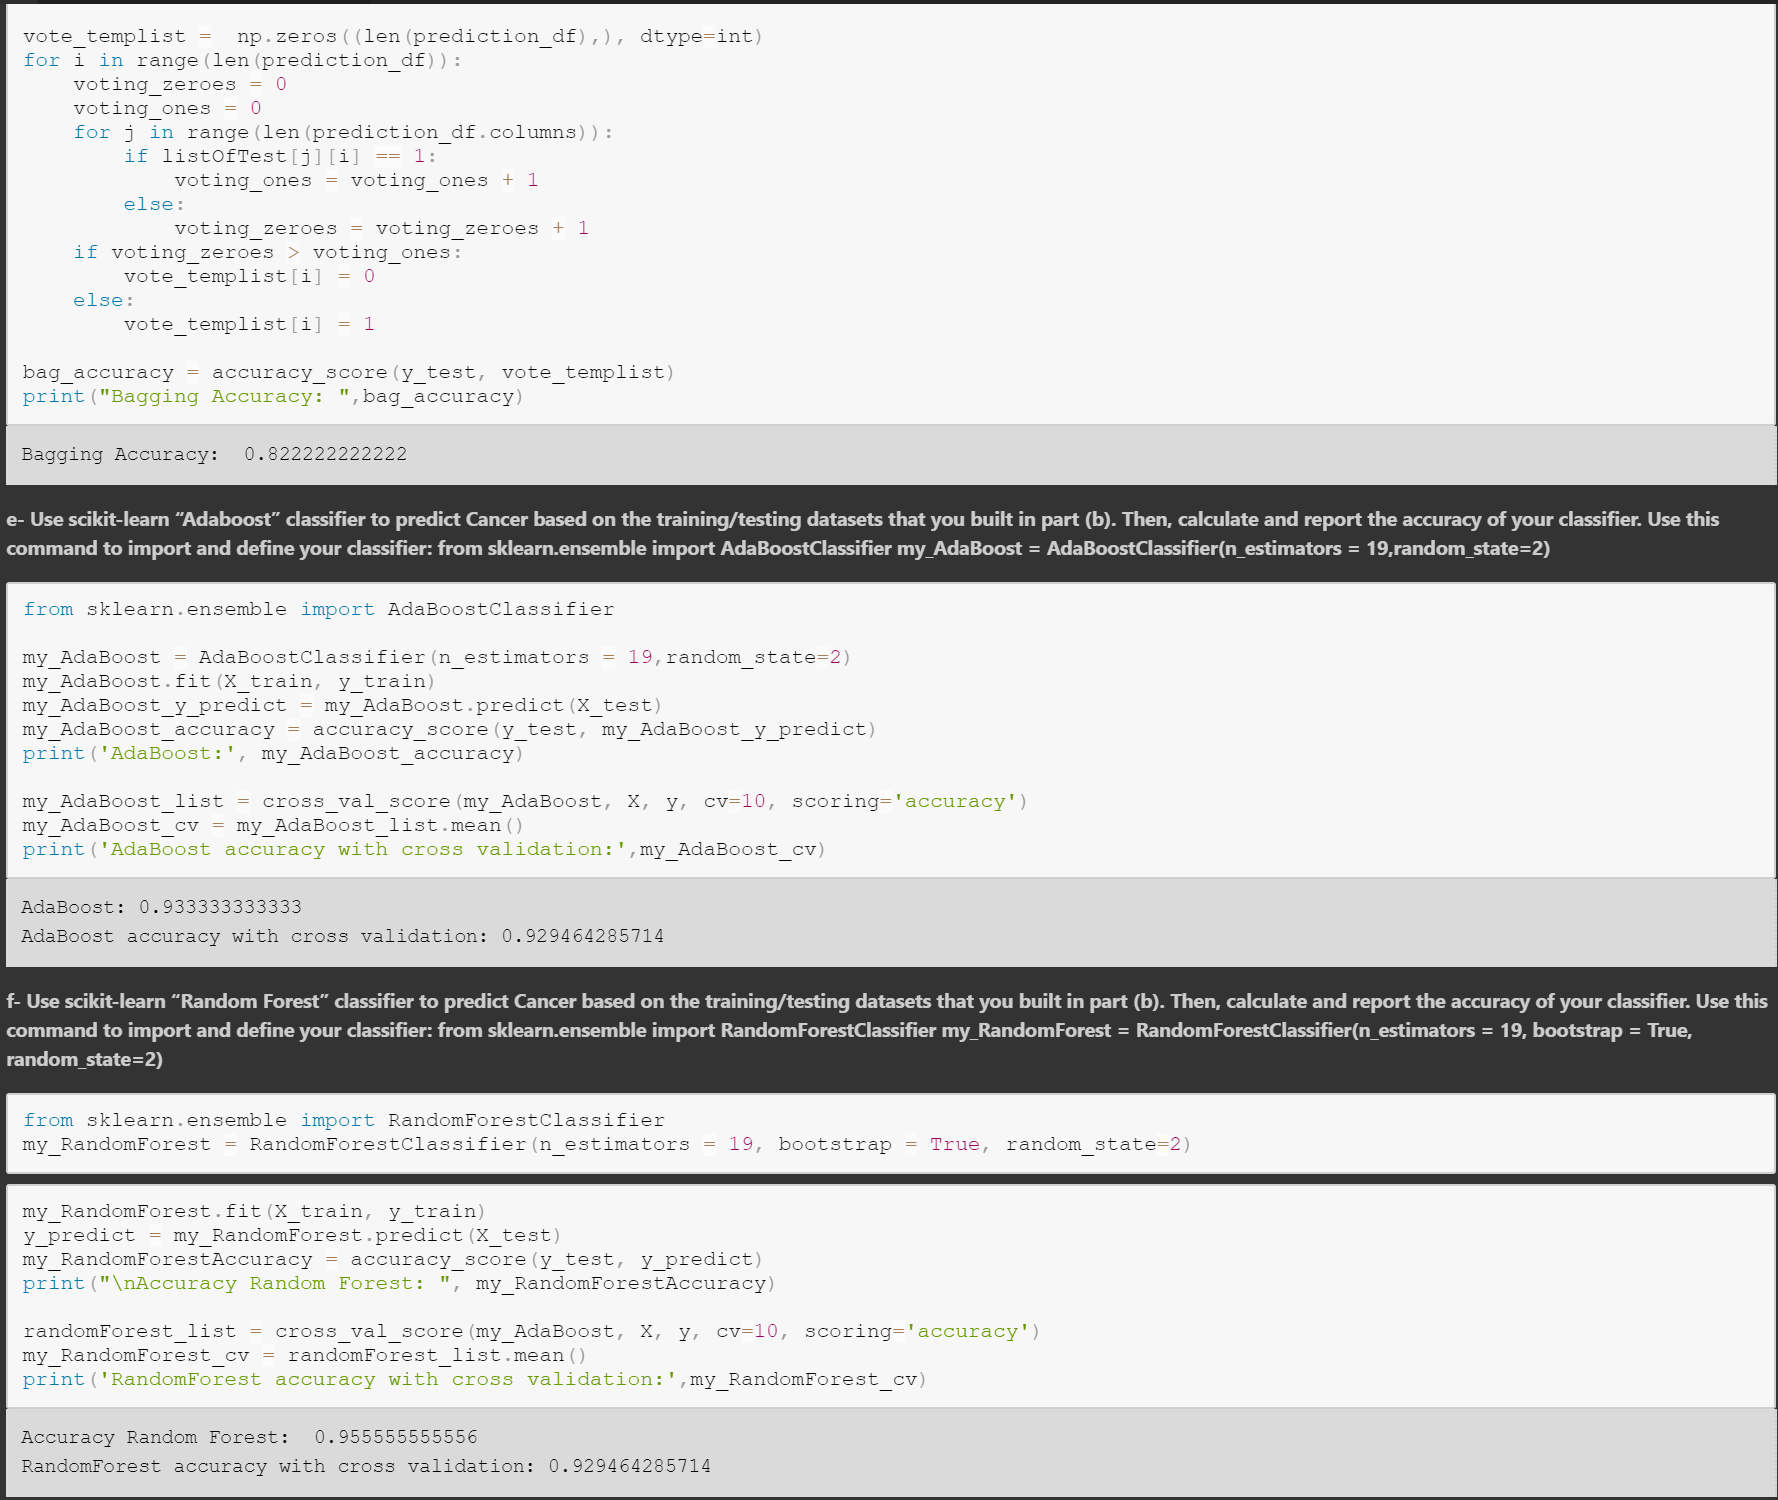 vote_templist =  np.zeros((len(prediction_df),), dtype=int)
for i in range(len(prediction_df)):
    voting_zeroes = 0
    voting_ones = 0
    for j in range(len(prediction_df.columns)):
        if listOfTest[j][i] == 1:
            voting_ones = voting_ones + 1
        else:
            voting_zeroes = voting_zeroes + 1
    if voting_zeroes > voting_ones:
        vote_templist[i] = 0
    else:
        vote_templist[i] = 1

bag_accuracy = accuracy_score(y_test, vote_templist)
print("Bagging Accuracy: ",bag_accuracy)
Bagging Accuracy:  0.822222222222
e- Use scikit-learn “Adaboost” classifier to predict Cancer based on the training/testing datasets that you built in part (b). Then, calculate and report the accuracy of your classifier. Use this
command to import and define your classifier: from sklearn.ensemble import AdaBoostClassifier my_AdaBoost = AdaBoostClassifier(n_estimators = 19,random_state=2)
from sklearn.ensemble import AdaBoostClassifier

my_AdaBoost = AdaBoostClassifier(n_estimators = 19,random_state=2)
my_AdaBoost.fit(X_train, y_train)
my_AdaBoost_y_predict = my_AdaBoost.predict(X_test)
my_AdaBoost_accuracy = accuracy_score(y_test, my_AdaBoost_y_predict)
print('AdaBoost:', my_AdaBoost_accuracy)

my_AdaBoost_list = cross_val_score(my_AdaBoost, X, y, cv=10, scoring='accuracy')
my_AdaBoost_cv = my_AdaBoost_list.mean()
print('AdaBoost accuracy with cross validation:',my_AdaBoost_cv)
AdaBoost: 0.933333333333
AdaBoost accuracy with cross validation: 0.929464285714
f- Use scikit-learn “Random Forest” classifier to predict Cancer based on the training/testing datasets that you built in part (b). Then, calculate and report the accuracy of your classifier. Use this
command to import and define your classifier: from sklearn.ensemble import RandomForestClassifier my_RandomForest = RandomForestClassifier(n_estimators = 19, bootstrap = True,
random_state=2)
from sklearn.ensemble import RandomForestClassifier
my_RandomForest = RandomForestClassifier(n_estimators = 19, bootstrap = True, random_state=2)
my_RandomForest.fit(X_train, y_train)
y_predict = my_RandomForest.predict(X_test)
my_RandomForestAccuracy = accuracy_score(y_test, y_predict)
print("\nAccuracy Random Forest: ", my_RandomForestAccuracy)

randomForest_list = cross_val_score(my_AdaBoost, X, y, cv=10, scoring='accuracy')
my_RandomForest_cv = randomForest_list.mean()
print('RandomForest accuracy with cross validation:',my_RandomForest_cv)
Accuracy Random Forest:  0.955555555556
RandomForest accuracy with cross validation: 0.929464285714